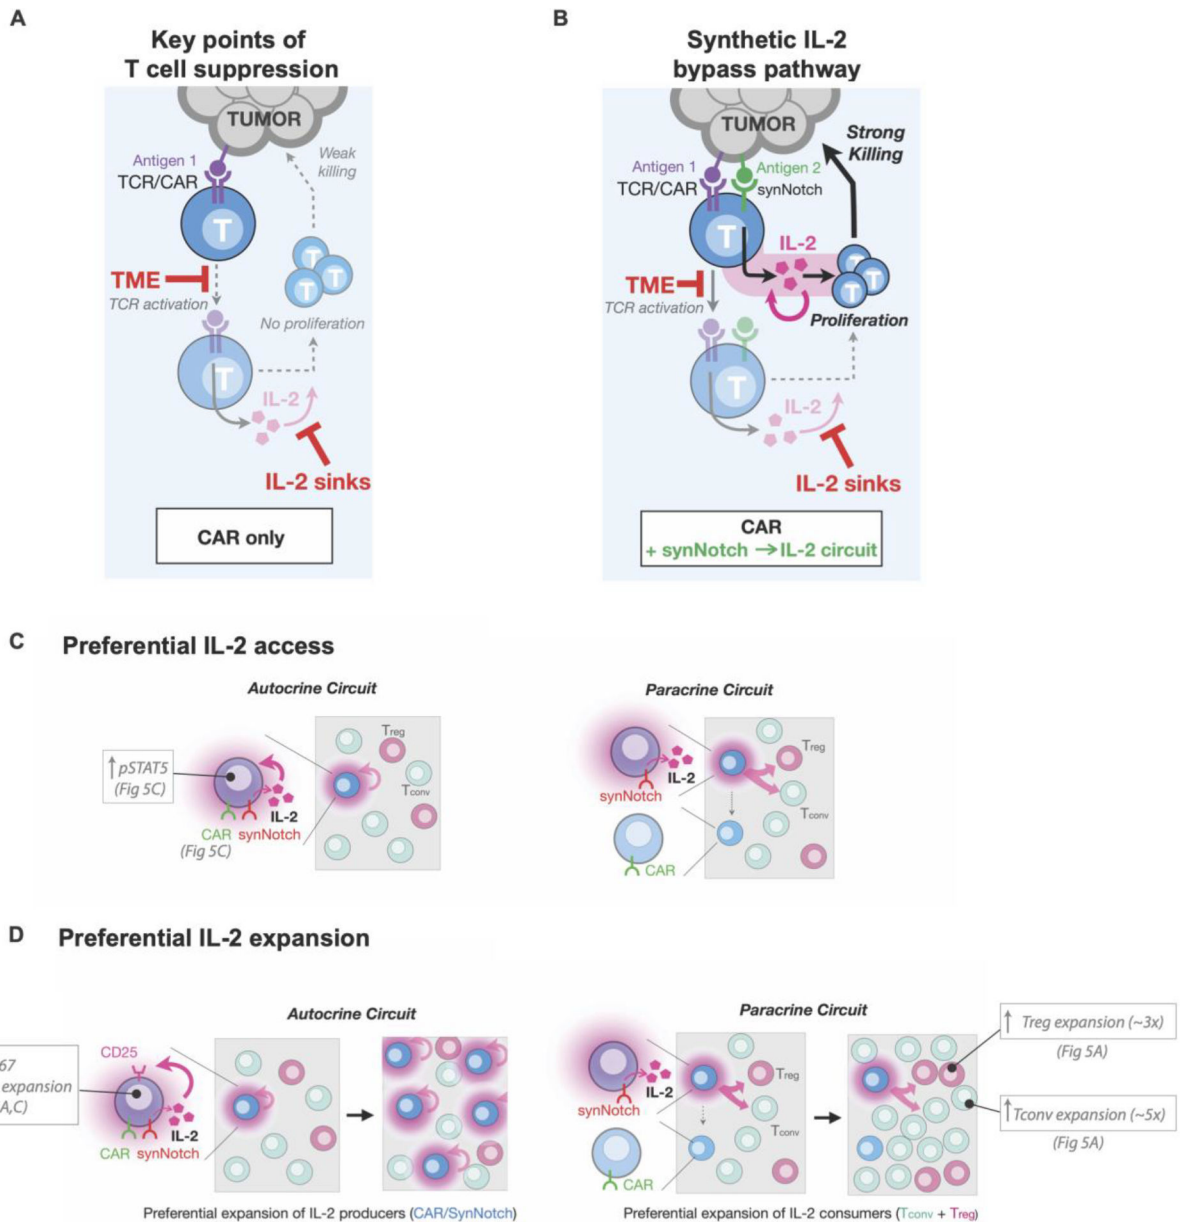 A
Key points of
T cell suppression
TUMOR
Antigen 1
TCR/CAR
Weak
killing
T
T
T
T
TME
TCR activation
No proliferation
T
IL-2
IL-2 sinks
CAR only
B
Synthetic IL-2
bypass pathway
TUMOR
Strong
Killing
Antigen 1
Antigen 2
TCR/CAR
synNotch
T
IL-2
T
T
T
TME
TCR activation
Proliferation
T
IL-2
IL-2 sinks
CAR
+ synNotch → IL-2 circuit
C
Preferential IL-2 access
Autocrine Circuit
↑ pSTAT5
(Fig 5C)
IL-2
CAR synNotch
(Fig 5C)
Treg
Tconv
Paracrine Circuit
IL-2
synNotch
CAR
Treg
Tconv
D
Preferential IL-2 expansion
Autocrine Circuit
67
expansion
A,C)
CD25
IL-2
CAR synNotch
Preferential expansion of IL-2 producers (CAR/SynNotch)
Paracrine Circuit
IL-2
synNotch
CAR
Treg
Tconv
↑ Treg expansion (~3x)
(Fig 5A)
↑ Tconv expansion (~5x)
(Fig 5A)
Preferential expansion of IL-2 consumers (Tconv + Treg)